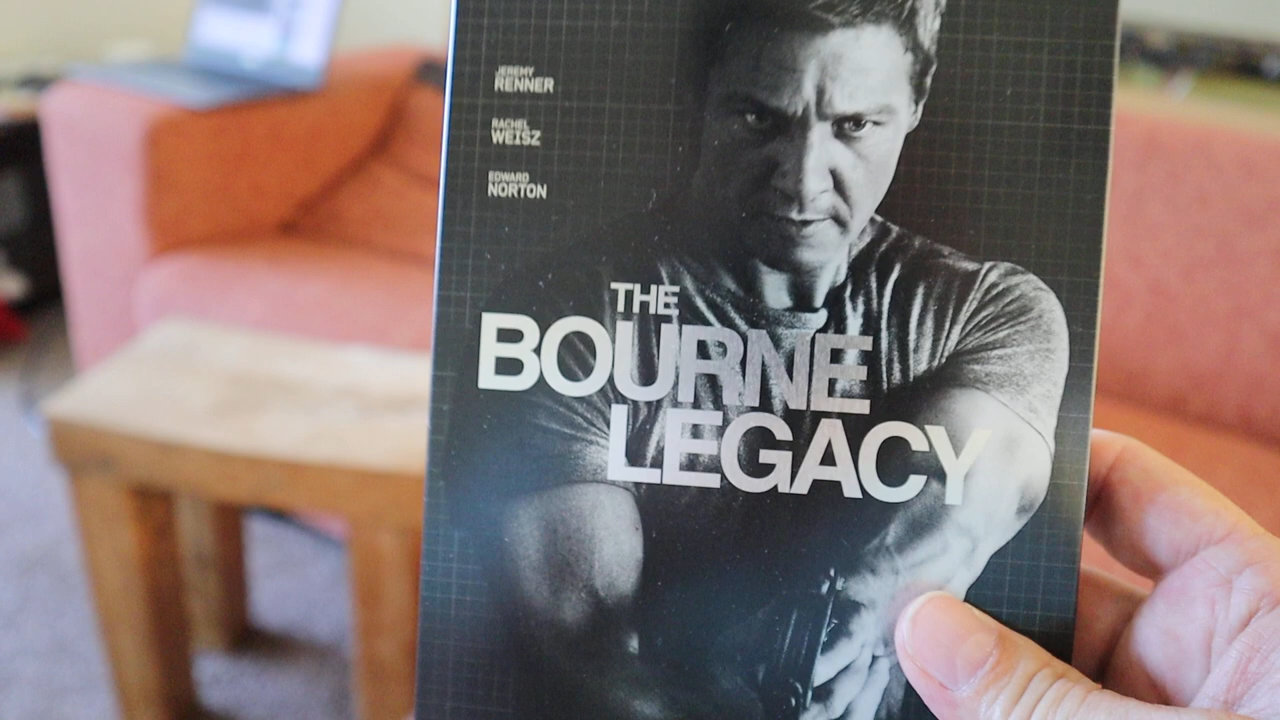 JEREMY
RENNER
RACHEL
WEISZ
EDWARD
NORTON
THE
BOURNE
LEGACY